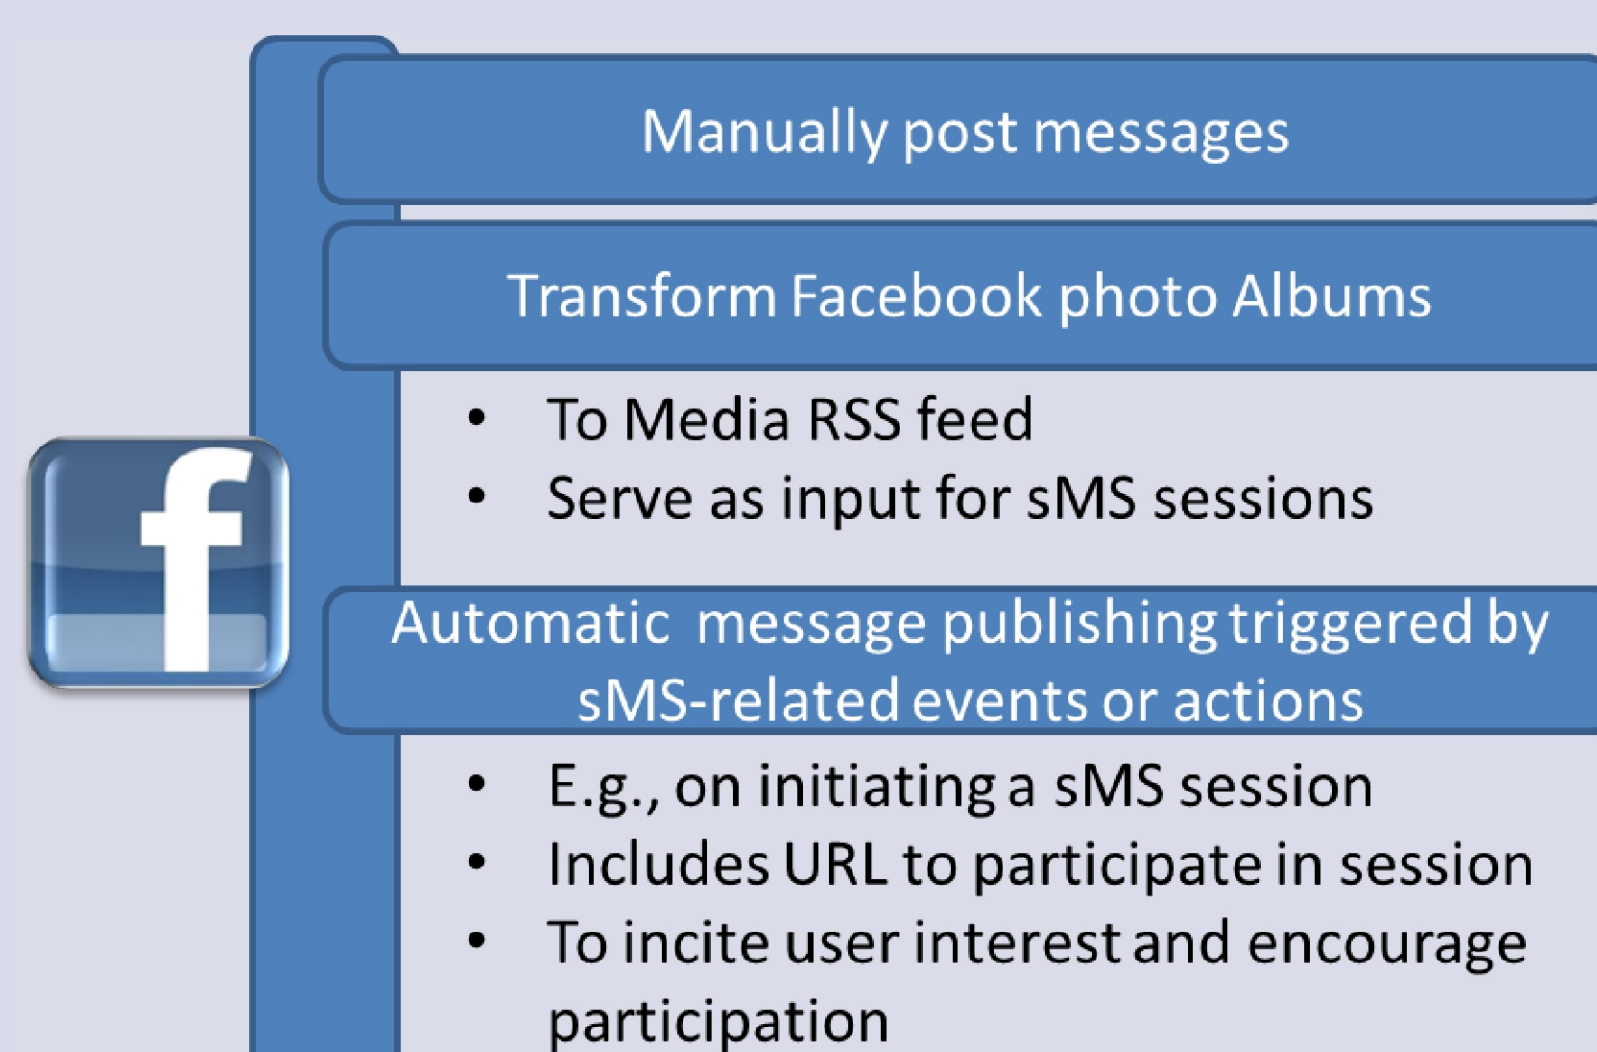 Manually post messages
Transform Facebook photo Albums
• To Media RSS feed
• Serve as input for sMS sessions
f
Automatic  message publishing triggered by
sMS-related events or actions
• E.g., on initiating a sMS session
• Includes URL to participate in session
• To incite user interest and encourage
participation